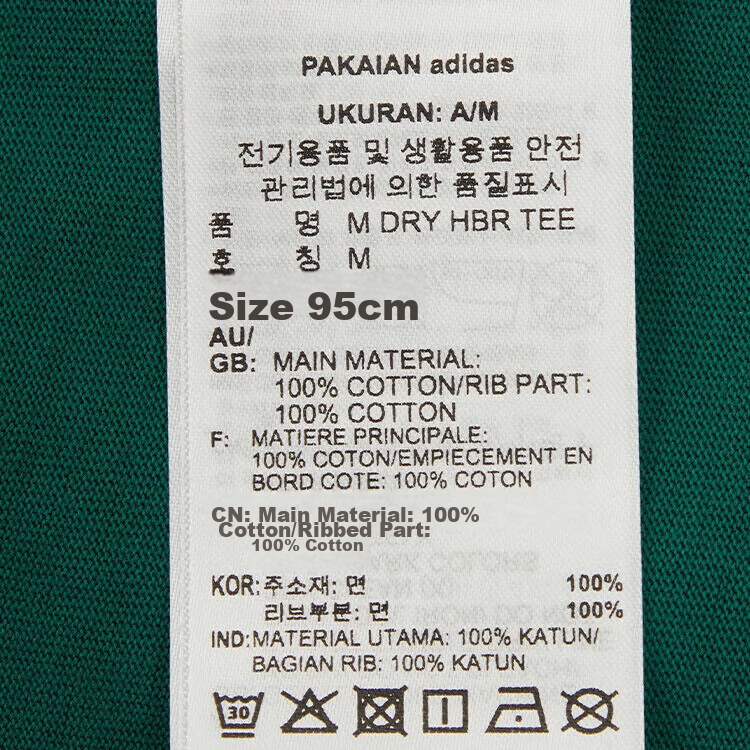 PAKAIAN adidas
UKURAN: A/M
전기용품 및 생활용품 안전
관리법에 의한 품질표시
품 명 M DRY HBR TEE
호 칭 M
Size 95cm
AU/
GB: MAIN MATERIAL:
100% COTTON/RIB PART:
100% COTTON
F: MATIERE PRINCIPALE:
100% COTON/EMPIECEMENT EN
BORD COTE: 100% COTON
CN: Main Material: 100%
Cotton/Ribbed Part:
100% Cotton
KOR: 주소재: 면 100%
리브부분: 면 100%
IND: MATERIAL UTAMA: 100% KATUN/
BAGIAN RIB: 100% KATUN
30